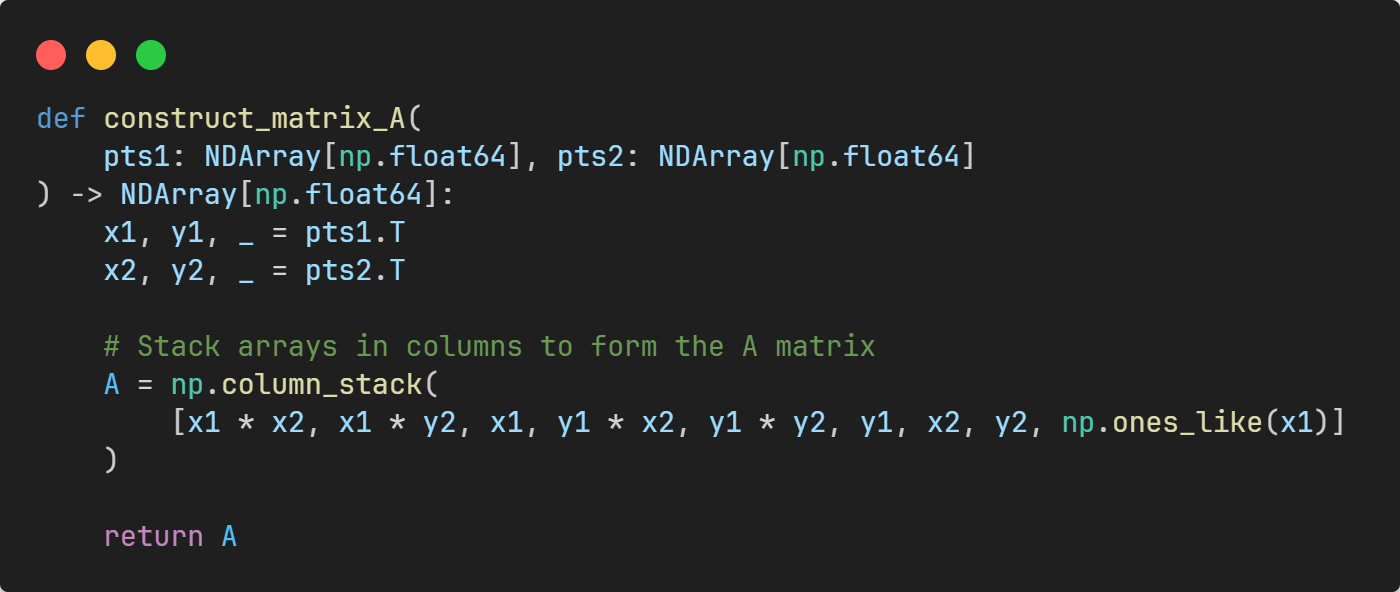 def construct_matrix_A(
    pts1: NDArray[np.float64], pts2: NDArray[np.float64]
) -> NDArray[np.float64]:
    x1, y1, _ = pts1.T
    x2, y2, _ = pts2.T

    # Stack arrays in columns to form the A matrix
    A = np.column_stack(
        [x1 * x2, x1 * y2, x1, y1 * x2, y1 * y2, y1, x2, y2, np.ones_like(x1)]
    )

    return A